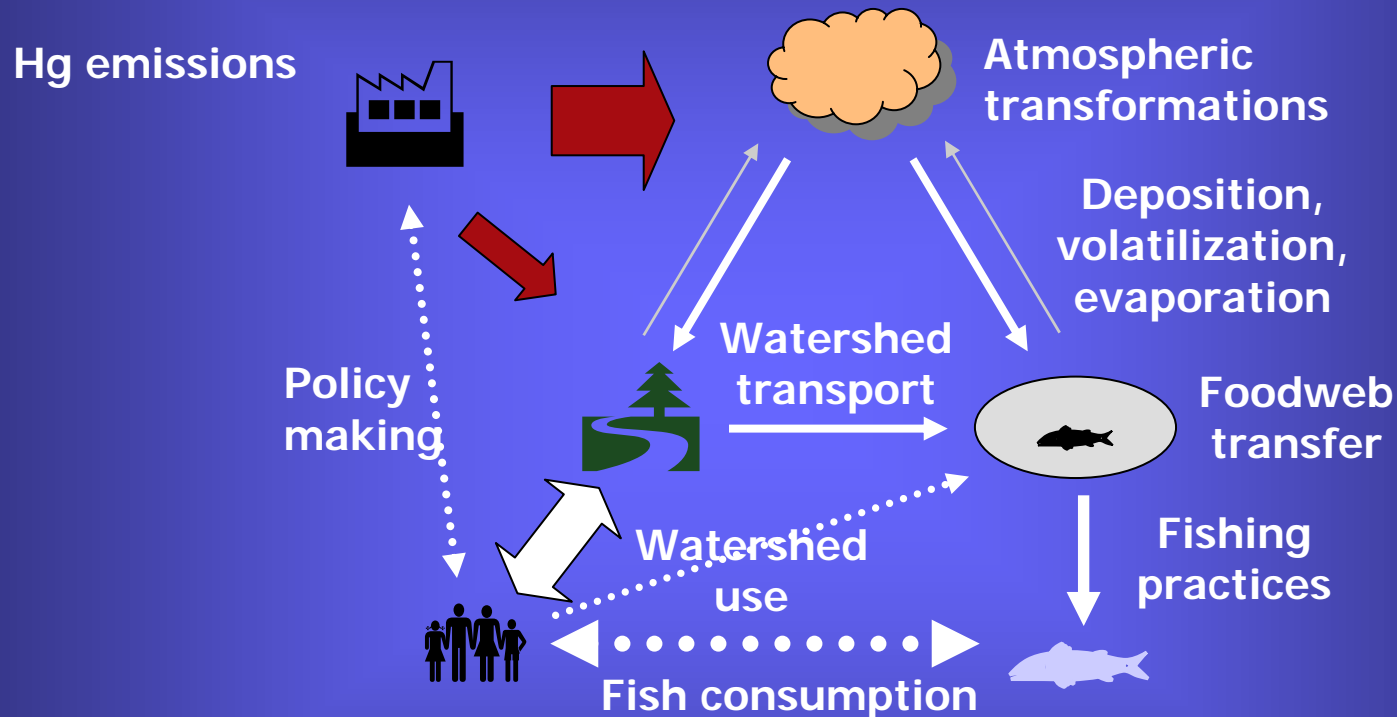 Hg emissions
Atmospheric
transformations
Deposition,
volatilization,
evaporation
Watershed
transport
Policy
making
Foodweb
transfer
Watershed
use
Fishing
practices
Fish consumption